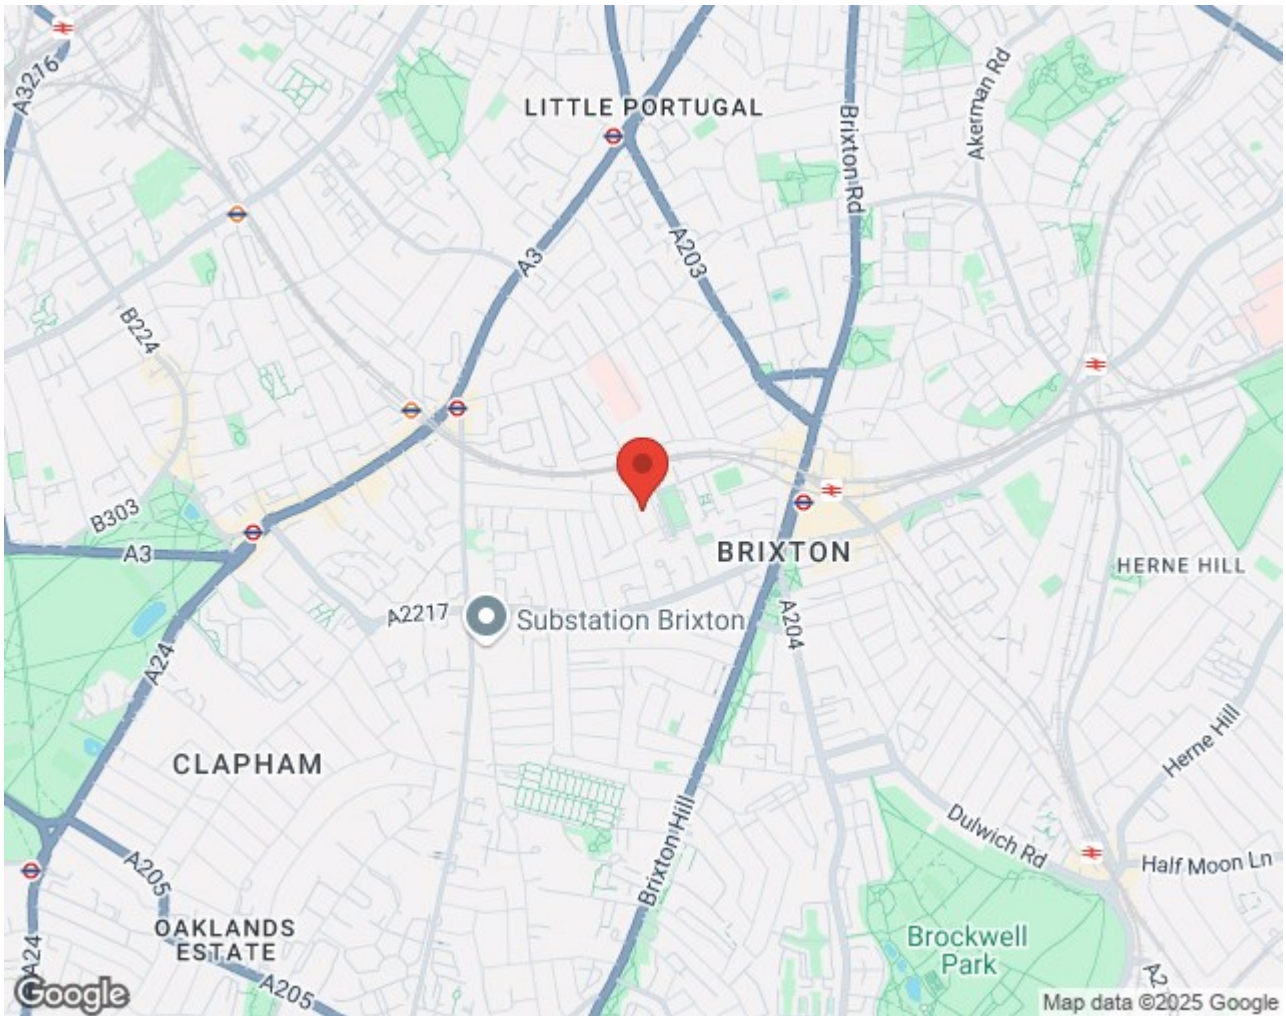 A3216
LITTLE PORTUGAL
Brixton Rd
Akerman Rd
A203
A3
B224
B303
A3
BRIXTON
HERNE HILL
A2217
Substation Brixton
A204
A24
CLAPHAM
Herne Hill
Dulwich Rd
Brixton Hill
Half Moon Ln
A205
OAKLANDS
ESTATE
Brockwell
Park
A24
A205
A2
Google
Map data ©2025 Google